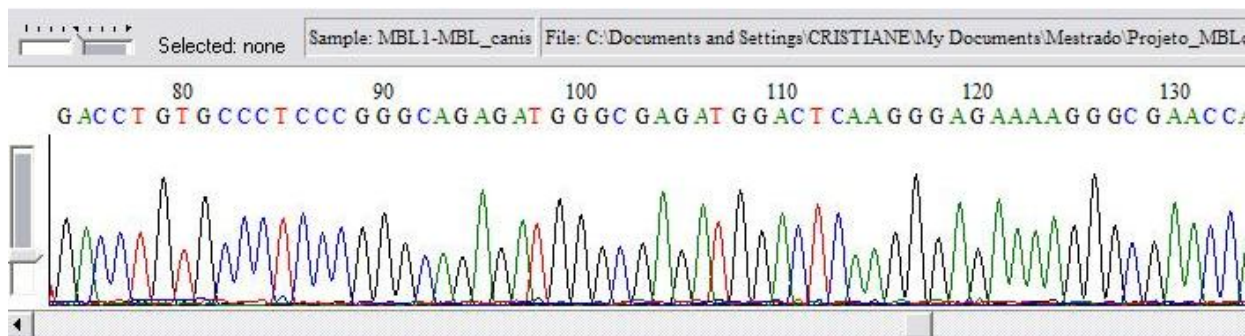 Selected: none Sample: MBL1-MBL_canis File: C:\Documents and Settings\CRISTIANE\My Documents\Mestrado\Projeto_MBL
80 90 100 110 120 130
GACCTGTGCCCTCCCGGGCAGAGATGGGCGAGATGGACTCAAGGGAGAAAAGGGCGAACCA